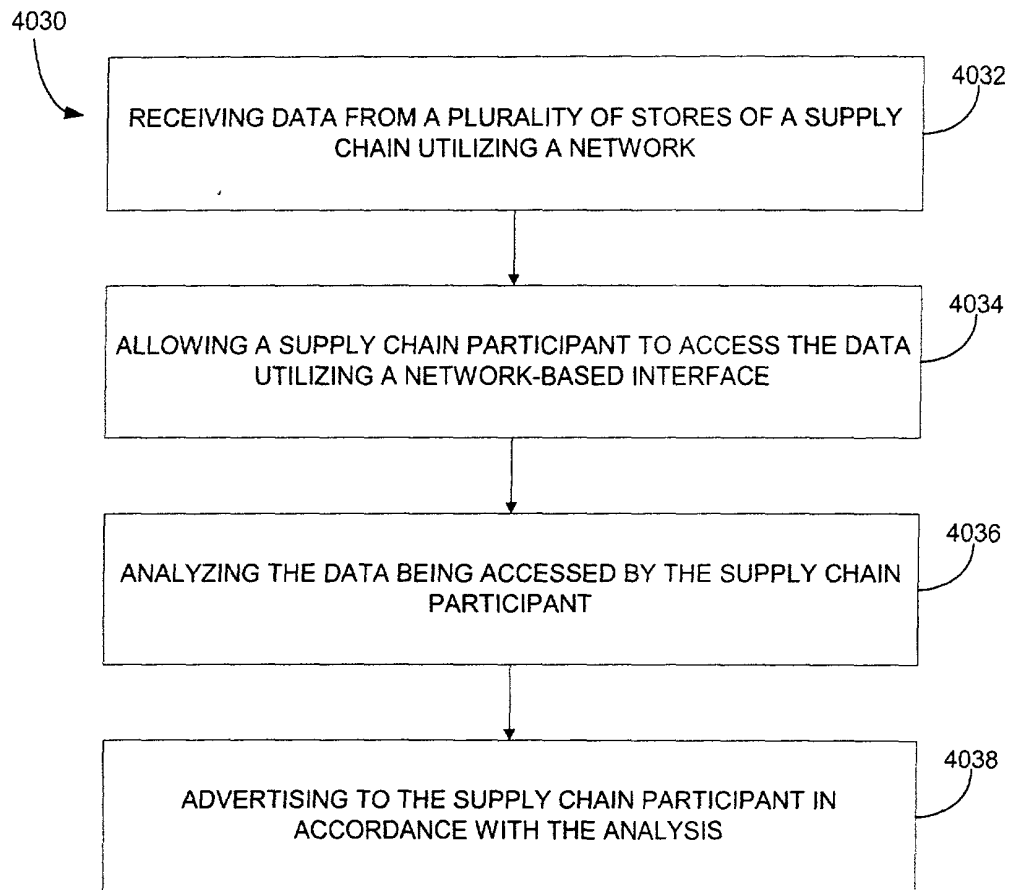 4030
4032
RECEIVING DATA FROM A PLURALITY OF STORES OF A SUPPLY
CHAIN UTILIZING A NETWORK
4034
ALLOWING A SUPPLY CHAIN PARTICIPANT TO ACCESS THE DATA
UTILIZING A NETWORK-BASED INTERFACE
4036
ANALYZING THE DATA BEING ACCESSED BY THE SUPPLY CHAIN
PARTICIPANT
4038
ADVERTISING TO THE SUPPLY CHAIN PARTICIPANT IN
ACCORDANCE WITH THE ANALYSIS